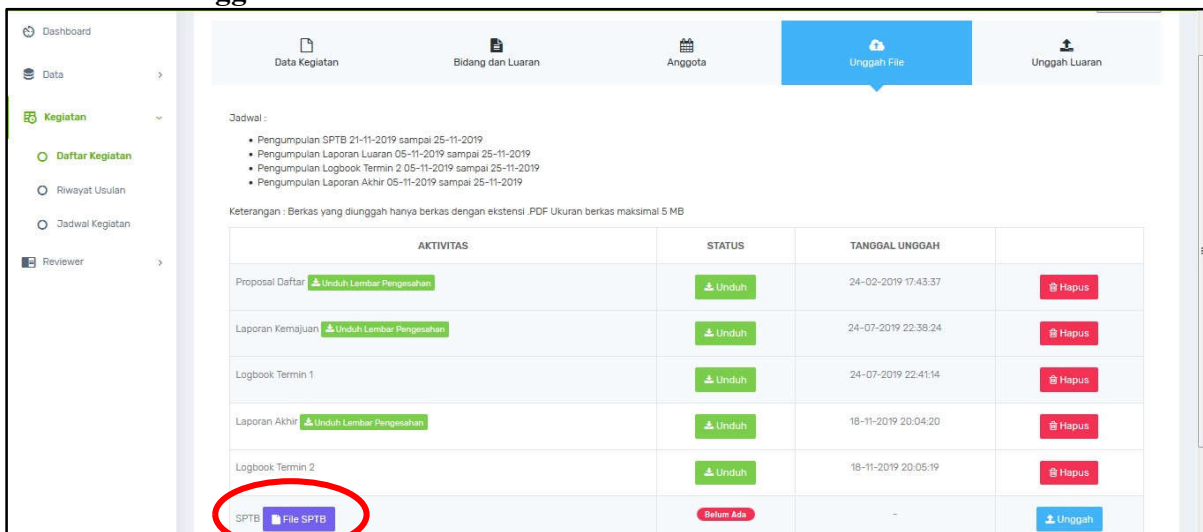 gg
Dashboard
Data
Kegiatan
Daftar Kegiatan
Riwayat Usulan
Jadwal Kegiatan
Reviewer
Data Kegiatan
Bidang dan Luaran
Anggota
Unggah File
Unggah Luaran
Jadwal :
• Pengumpulan SPTB 21-11-2019 sampai 25-11-2019
• Pengumpulan Laporan Luaran 05-11-2019 sampai 25-11-2019
• Pengumpulan Logbook Termin 2 05-11-2019 sampai 25-11-2019
• Pengumpulan Laporan Akhir 05-11-2019 sampai 25-11-2019
Keterangan : Berkas yang diunggah hanya berkas dengan ekstensi .PDF Ukuran berkas maksimal 5 MB
AKTIVITAS STATUS TANGGAL UNGGAH
Proposal Daftar Unduh Lembar Pengesahan Unduh 24-02-2019 17:43:37 Hapus
Laporan Kemajuan Unduh Lembar Pengesahan Unduh 24-07-2019 22:38:24 Hapus
Logbook Termin 1 Unduh 24-07-2019 22:41:14 Hapus
Laporan Akhir Unduh Lembar Pengesahan Unduh 18-11-2019 20:04:20 Hapus
Logbook Termin 2 Unduh 18-11-2019 20:05:19 Hapus
SPTB File SPTB Belum Ada - Unggah